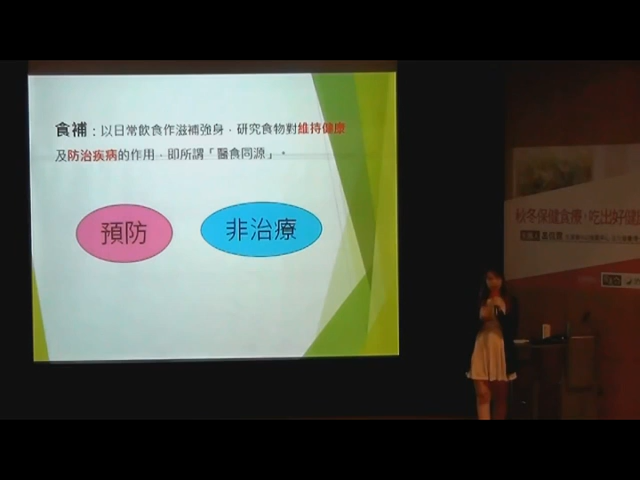 食補：以日常飲食作滋補強身，研究食物對維持健康
及防治疾病的作用，即所謂「醫食同源」。
預防
非治療
秋冬保健食療‧吃出好健